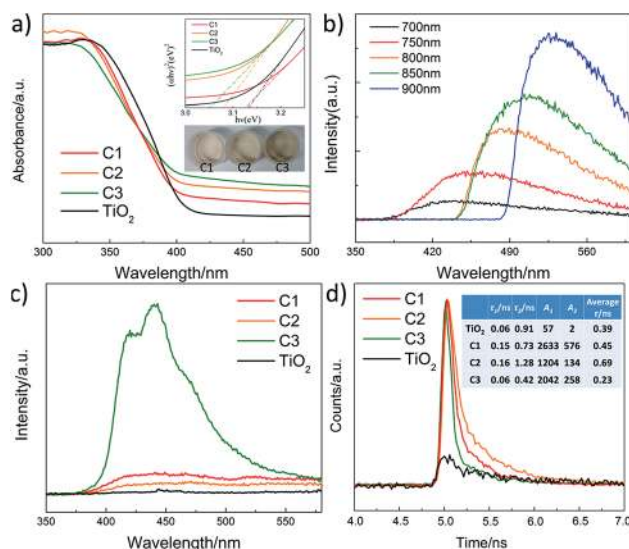 a)
C1
C2
C3
TiO2
(αhν)2(eV)2
3.0 3.1 3.2
hν(eV)
C1 C2 C3
Absorbance/a.u.
C1
C2
C3
TiO2
300 350 400 450 500
Wavelength/nm
b)
700nm
750nm
800nm
850nm
900nm
Intensity(a.u.)
350 420 490 560
Wavelength/nm
c)
C1
C2
C3
TiO2
Intensity/a.u.
350 400 450 500 550
Wavelength/nm
d)
C1
C2
C3
TiO2
τ1/ns τ2/ns A1 A2 Average τ/ns
TiO2 0.06 0.91 57 2 0.39
C1 0.15 0.73 2633 576 0.45
C2 0.16 1.28 1204 134 0.69
C3 0.06 0.42 2042 258 0.23
Counts/a.u.
4.0 4.5 5.0 5.5 6.0 6.5 7.0
Time/ns